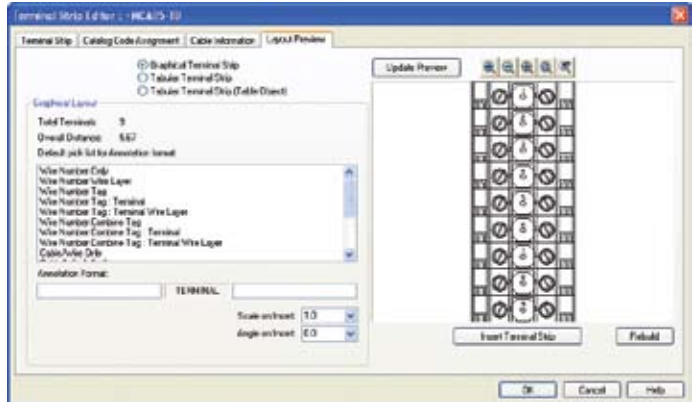 Terminal Strip Editor : -MCAD5-TB
Terminal Strip
Catalog Code Assignment
Cable Information
Layout Preview
Graphical Terminal Strip
Tabular Terminal Strip
Tabular Terminal Strip (Table Object)
Update Preview
Graphical Layout
Total Terminals: 9
Overall Distance: 5.67
Default pick list for Annotation format:
Wire Number Only
Wire Number Wire Layer
Wire Number Tag
Wire Number Tag : Terminal
Wire Number Tag : Terminal Wire Layer
Wire Number Combine Tag
Wire Number Combine Tag : Terminal
Wire Number Combine Tag : Terminal Wire Layer
Cable/Wire Only
Annotation Format:
TERMINAL
Scale on Insert: 1.0
Angle on Insert: 0.0
Insert Terminal Strip
Rebuild
OK
Cancel
Help